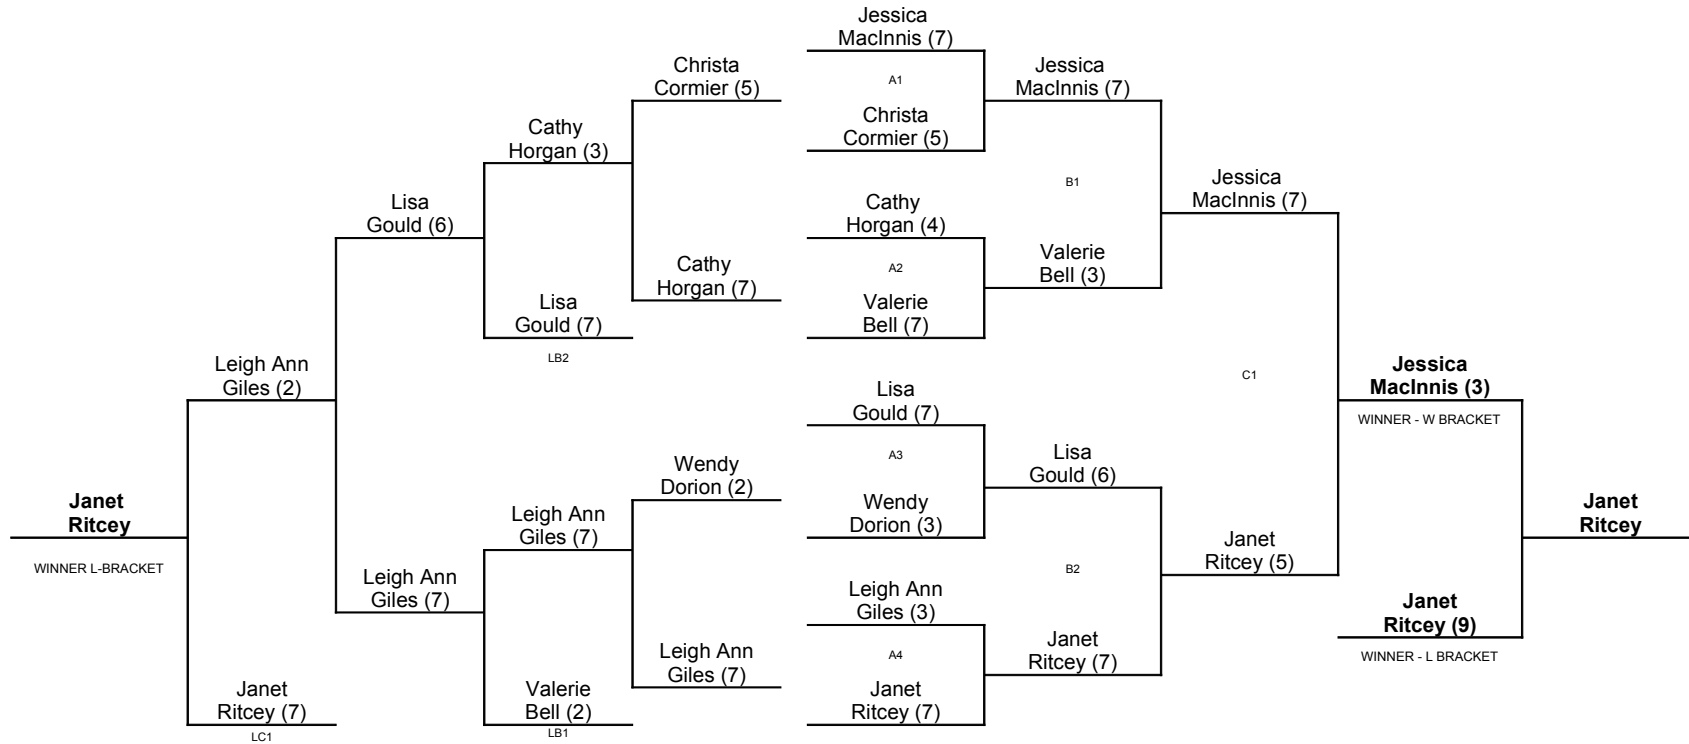 Jessica
MacInnis (7)
Christa
Cormier (5)
A1
Jessica
MacInnis (7)
Cathy
Horgan (3)
Christa
Cormier (5)
B1
Lisa
Gould (6)
Cathy
Horgan (4)
Jessica
MacInnis (7)
Cathy
Horgan (7)
A2
Valerie
Bell (3)
Lisa
Gould (7)
LB2
Valerie
Bell (7)
Leigh Ann
Giles (2)
C1
Jessica
MacInnis (3)
WINNER - W BRACKET
Lisa
Gould (7)
Wendy
Dorion (2)
A3
Lisa
Gould (6)
Janet
Ritcey
WINNER L-BRACKET
Leigh Ann
Giles (7)
Wendy
Dorion (3)
Janet
Ritcey
Janet
Ritcey (5)
B2
Leigh Ann
Giles (7)
Leigh Ann
Giles (3)
Janet
Ritcey (9)
WINNER - L BRACKET
Leigh Ann
Giles (7)
A4
Janet
Ritcey (7)
Janet
Ritcey (7)
LC1
Valerie
Bell (2)
LB1
Janet
Ritcey (7)